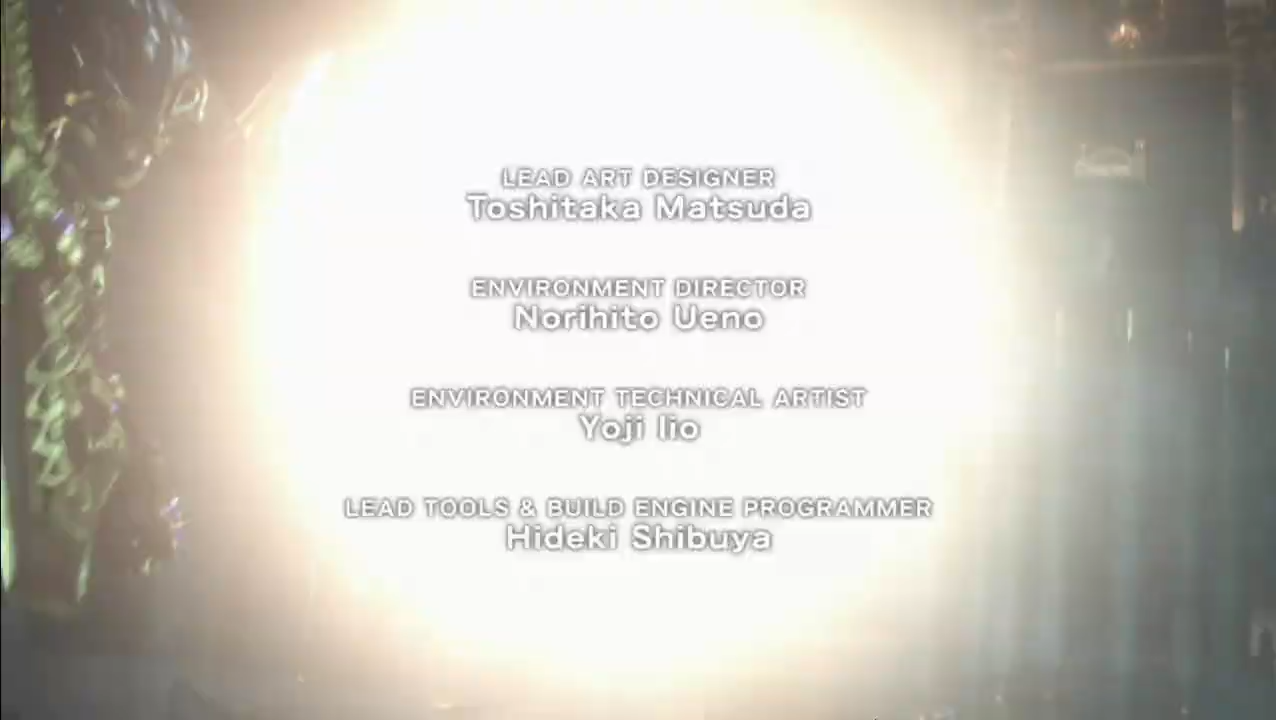 LEAD ART DESIGNER
Toshitaka Matsuda
ENVIRONMENT DIRECTOR
Norihito Ueno
ENVIRONMENT TECHNICAL ARTIST
Yoji Iio
LEAD TOOLS & BUILD ENGINE PROGRAMMER
Hideki Shibuya